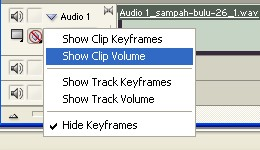 Audio 1
Audio 1_sampah-bulu-26_1.wav
Show Clip Keyframes
Show Clip Volume
Show Track Keyframes
Show Track Volume
Hide Keyframes